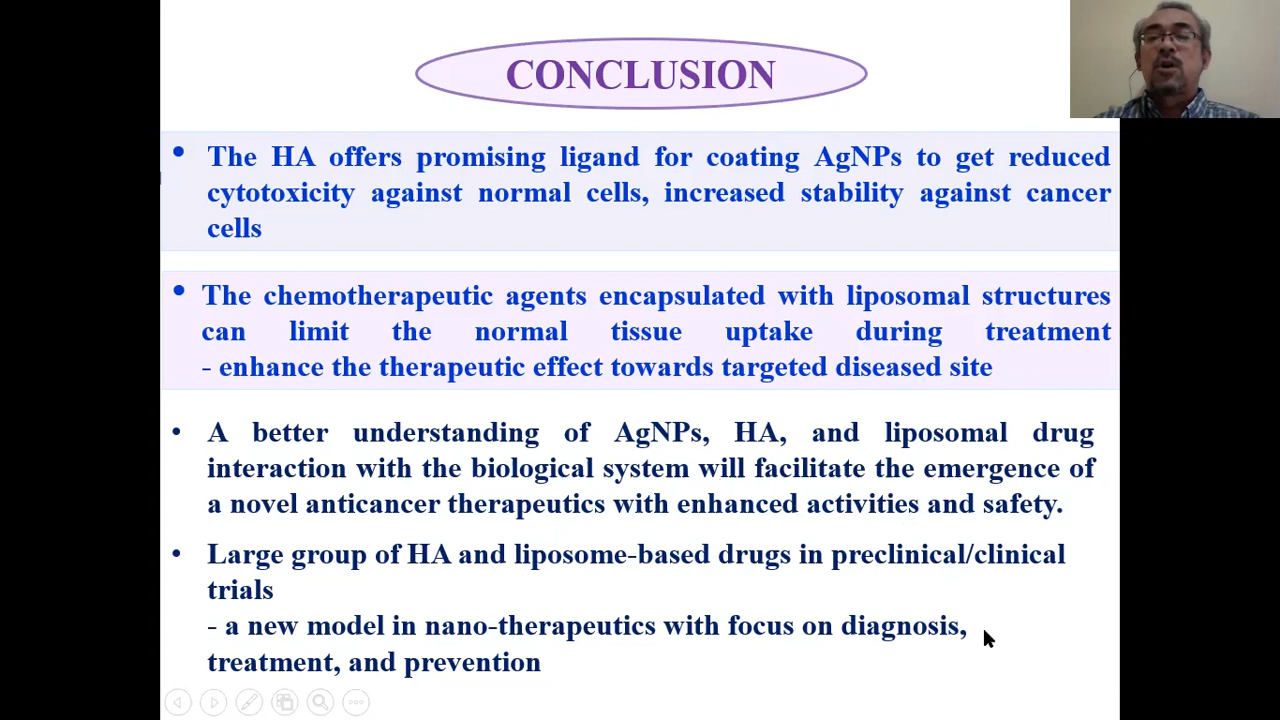 CONCLUSION
• The HA offers promising ligand for coating AgNPs to get reduced
cytotoxicity against normal cells, increased stability against cancer
cells
• The chemotherapeutic agents encapsulated with liposomal structures
can limit the normal tissue uptake during treatment
- enhance the therapeutic effect towards targeted diseased site
• A better understanding of AgNPs, HA, and liposomal drug
interaction with the biological system will facilitate the emergence of
a novel anticancer therapeutics with enhanced activities and safety.
• Large group of HA and liposome-based drugs in preclinical/clinical
trials
- a new model in nano-therapeutics with focus on diagnosis,
treatment, and prevention